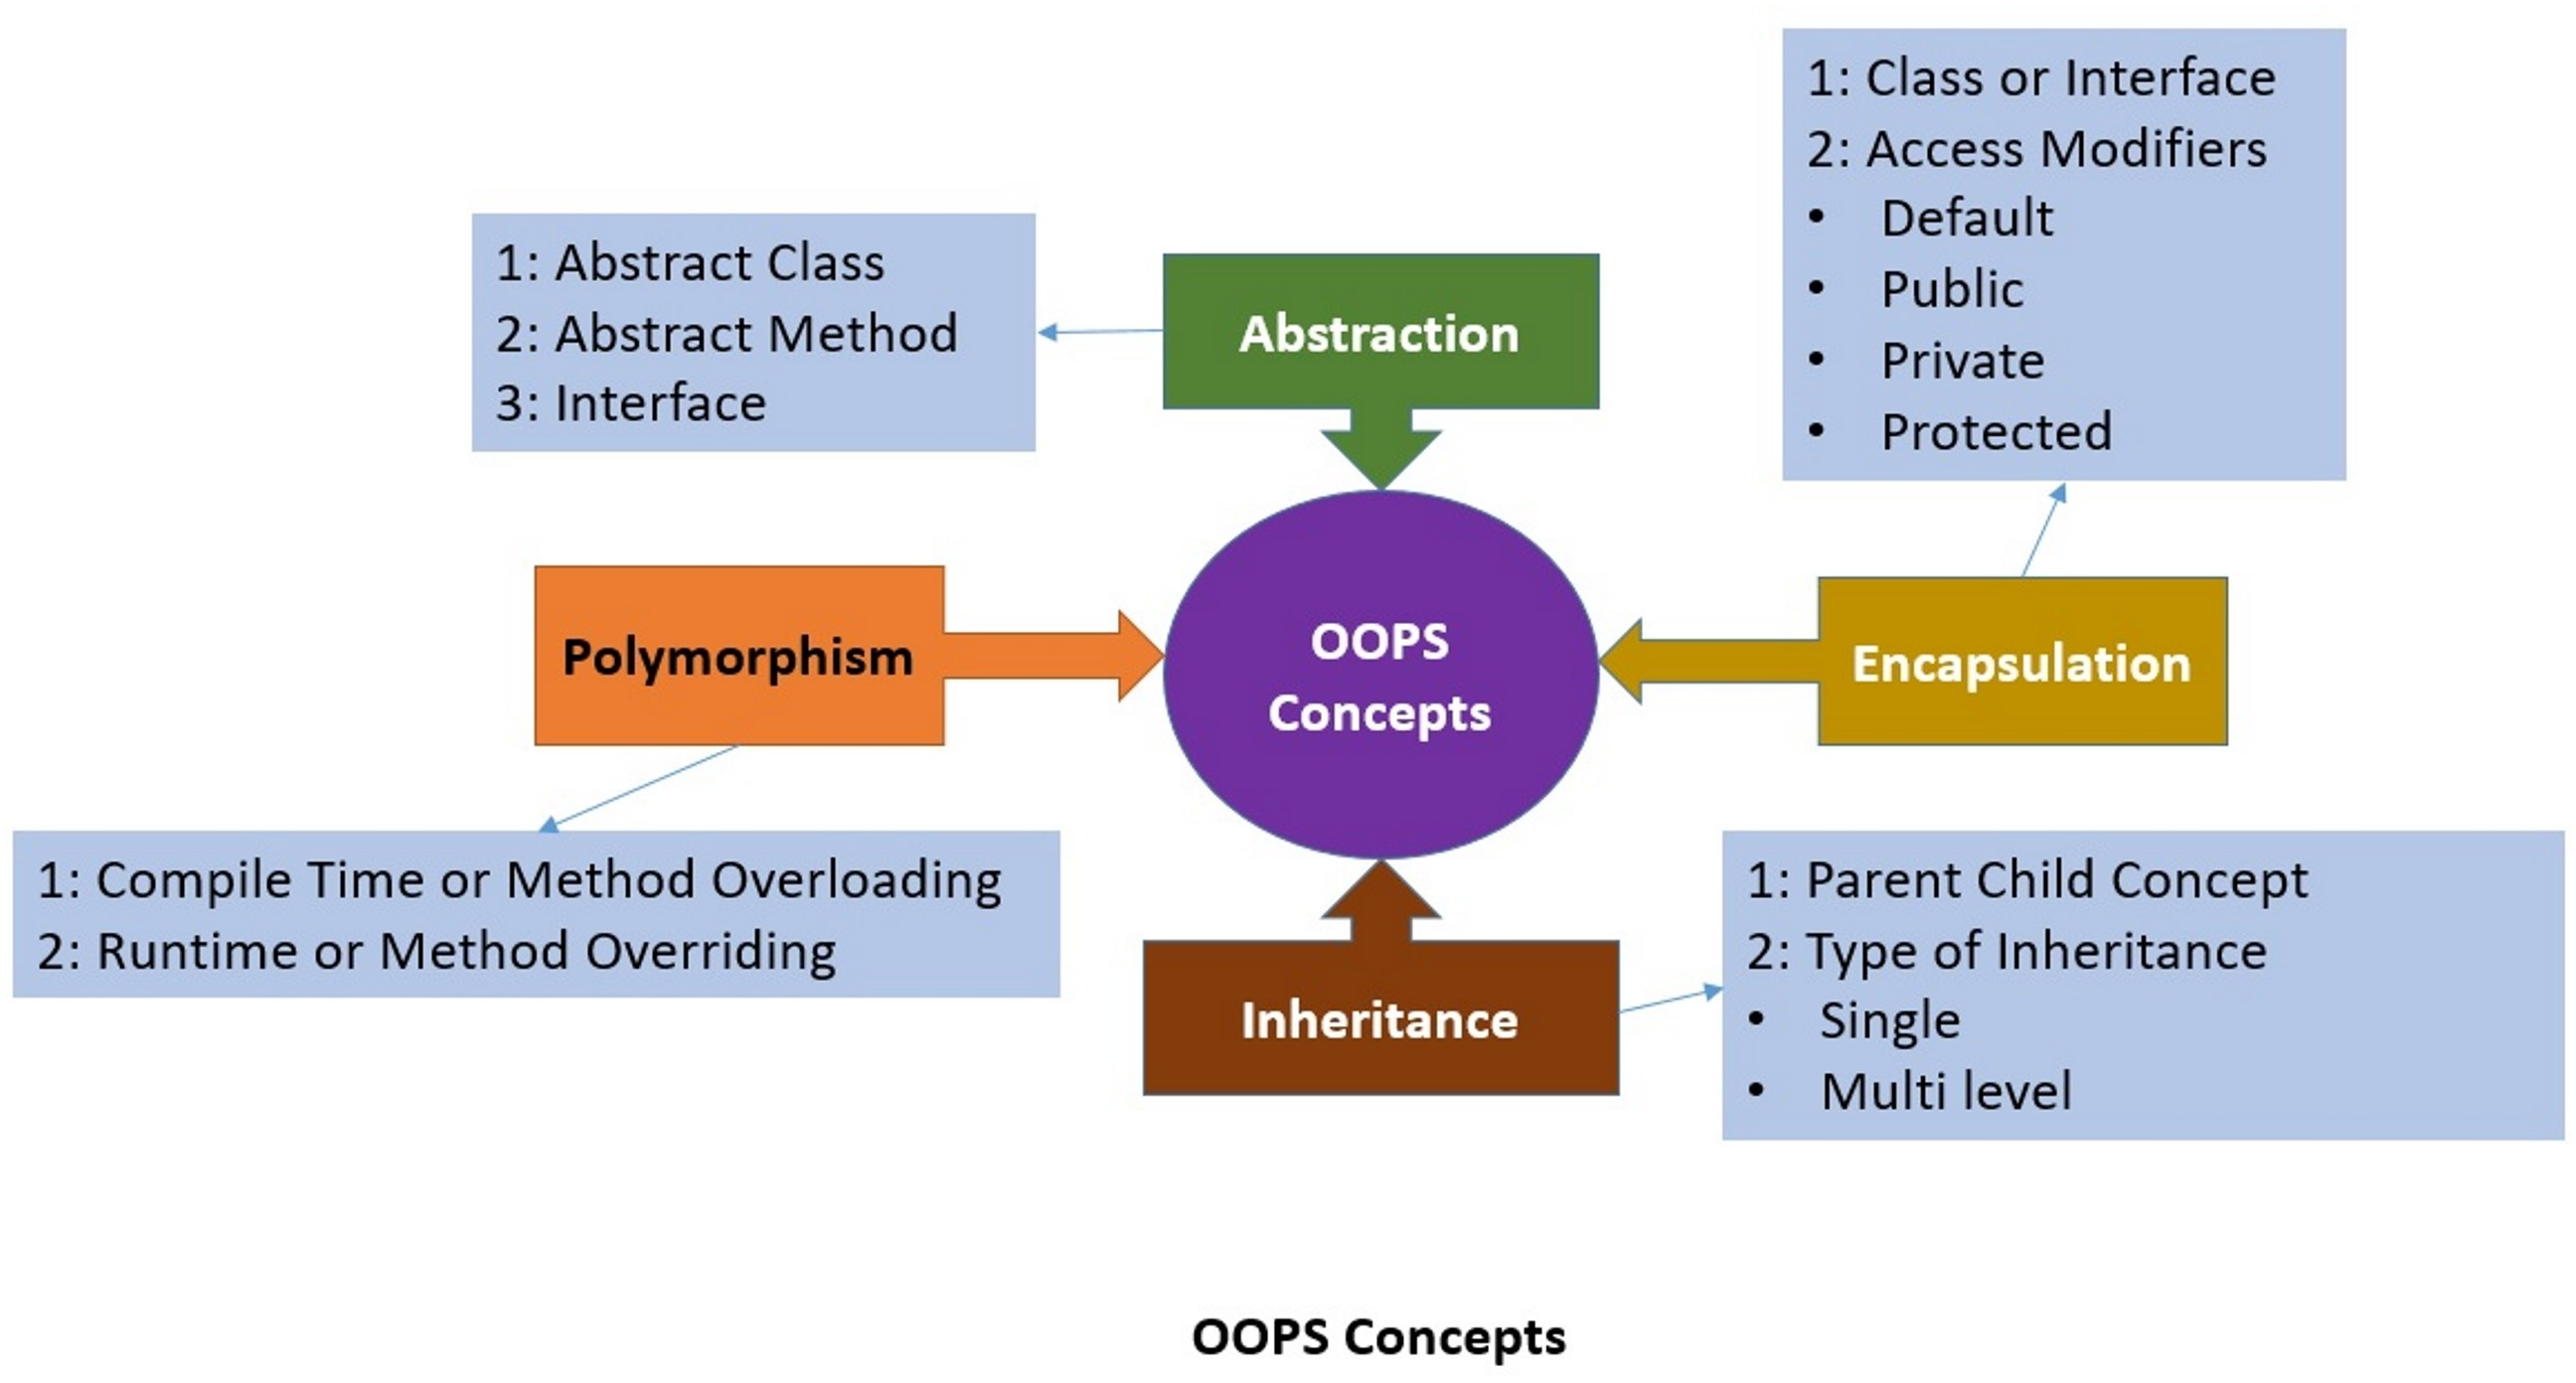 1: Class or Interface
2: Access Modifiers
• Default
• Public
• Private
• Protected
1: Abstract Class
2: Abstract Method
3: Interface
Abstraction
Polymorphism
OOPS
Concepts
Encapsulation
1: Compile Time or Method Overloading
2: Runtime or Method Overriding
Inheritance
1: Parent Child Concept
2: Type of Inheritance
• Single
• Multi level
OOPS Concepts